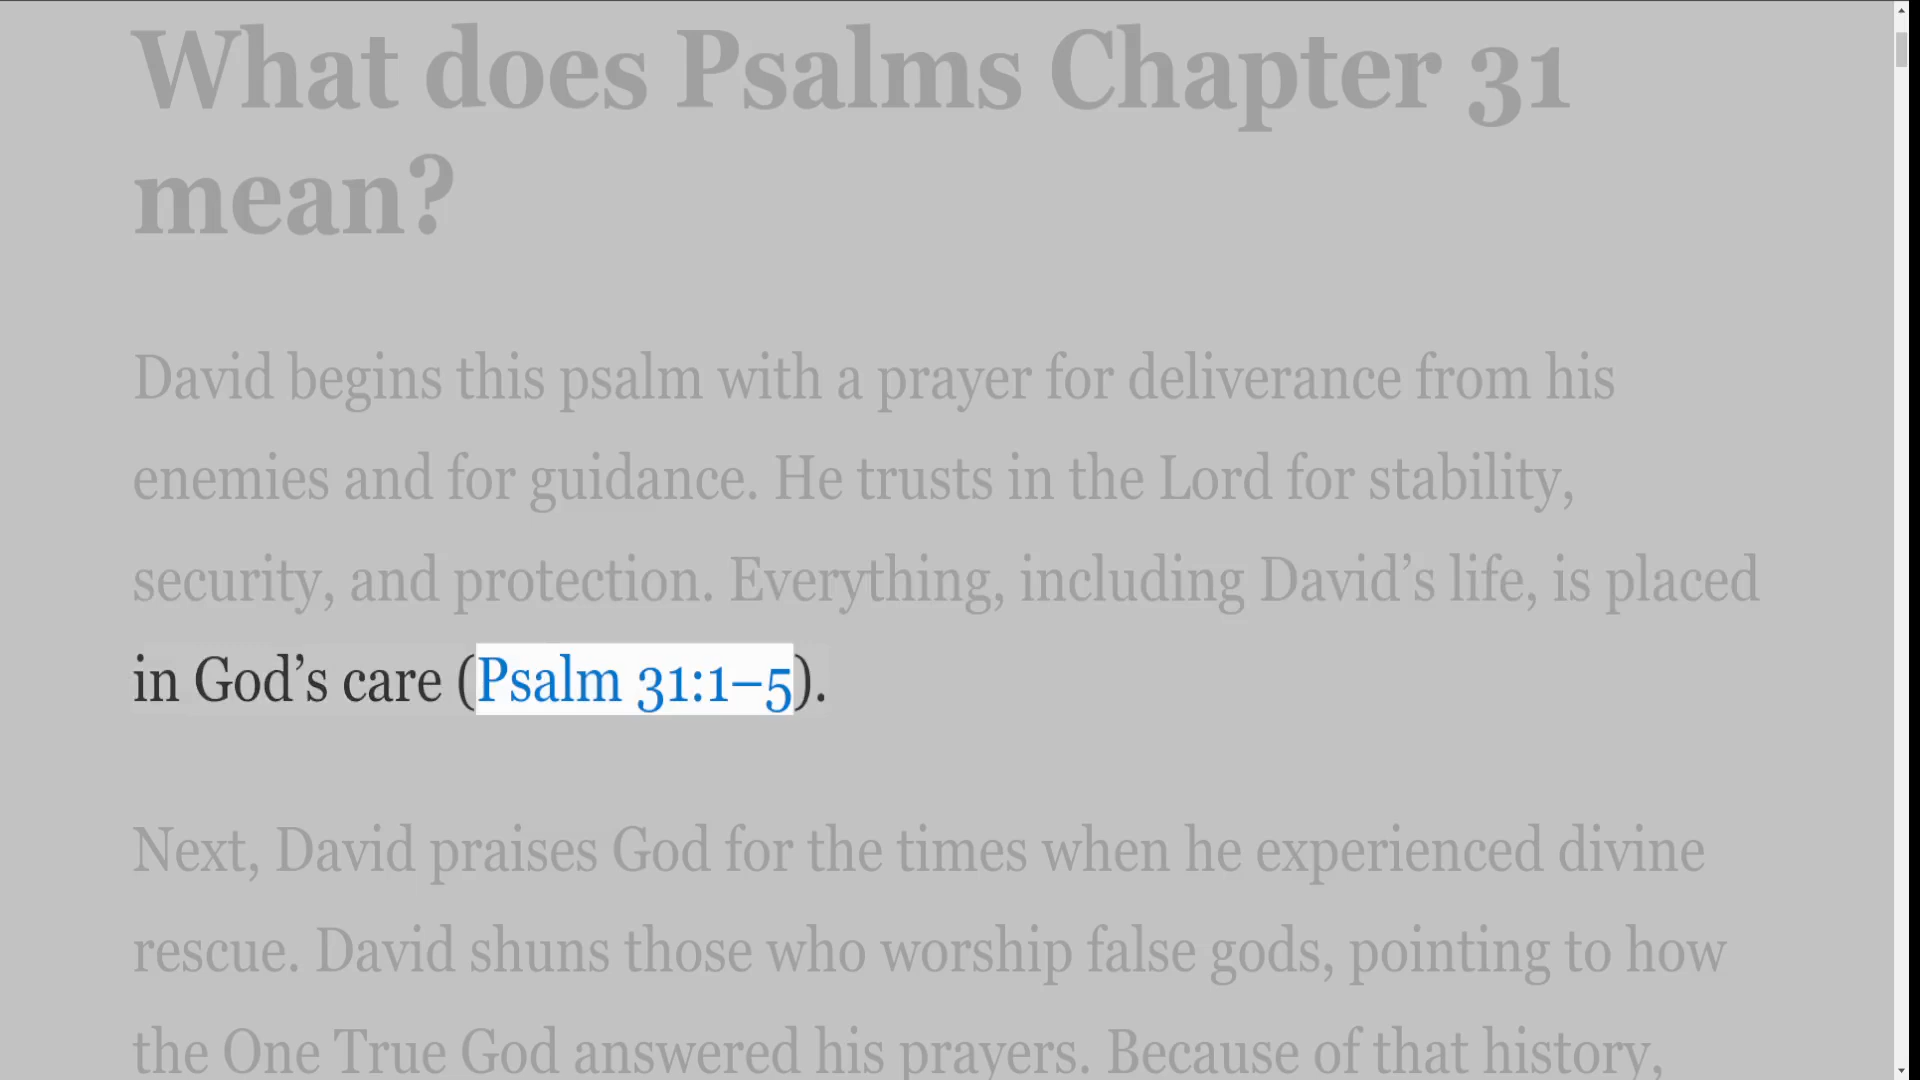 What does Psalms Chapter 31
mean?
David begins this psalm with a prayer for deliverance from his
enemies and for guidance. He trusts in the Lord for stability,
security, and protection. Everything, including David’s life, is placed
in God’s care (Psalm 31:1–5).
Next, David praises God for the times when he experienced divine
rescue. David shuns those who worship false gods, pointing to how
the One True God answered his prayers. Because of that history,